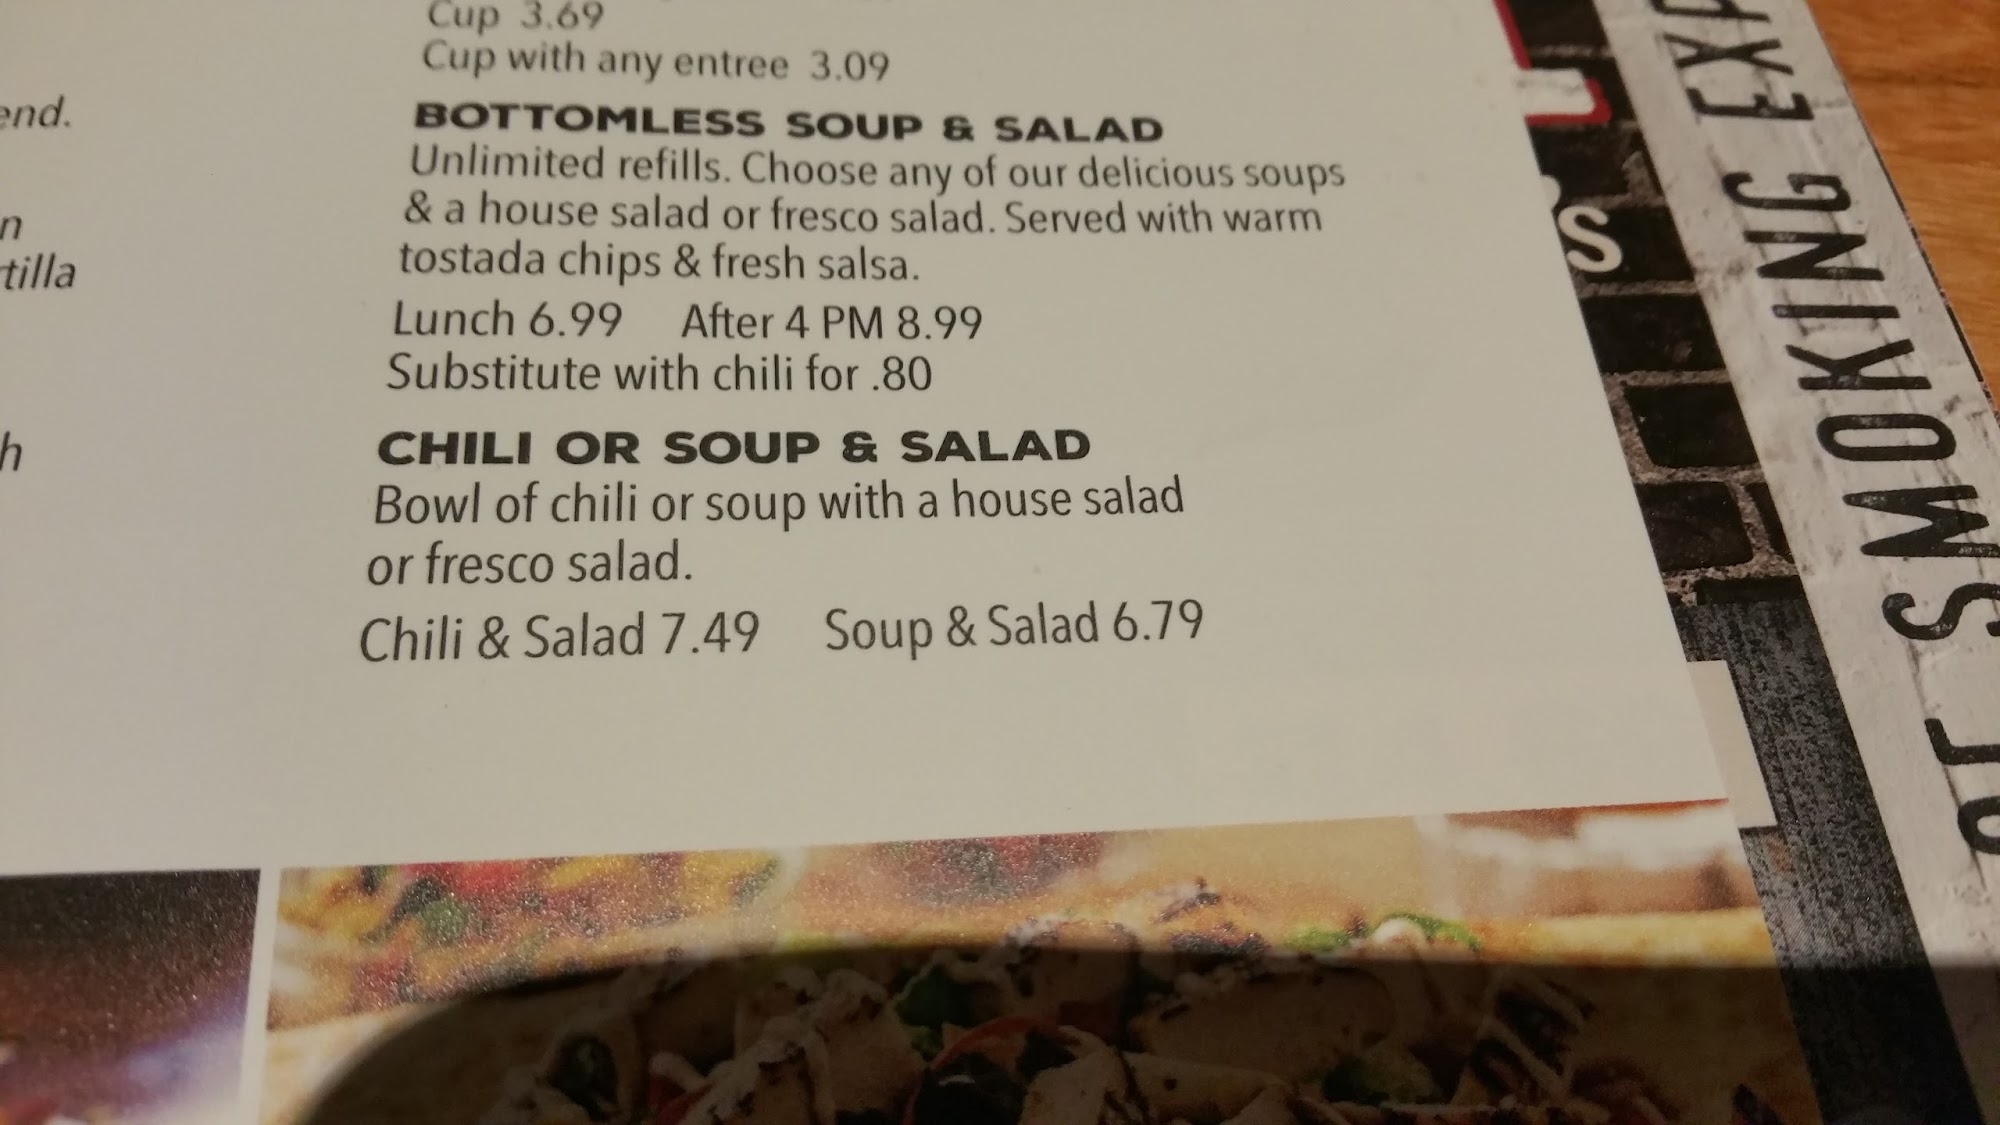 Cup 3.69
Cup with any entree 3.09
BOTTOMLESS SOUP & SALAD
Unlimited refills. Choose any of our delicious soups
& a house salad or fresco salad. Served with warm
tostada chips & fresh salsa.
Lunch 6.99 After 4 PM 8.99
Substitute with chili for .80
CHILI OR SOUP & SALAD
Bowl of chili or soup with a house salad
or fresco salad.
Chili & Salad 7.49 Soup & Salad 6.79
end.
n
tilla
h
s
SMOKING EXP